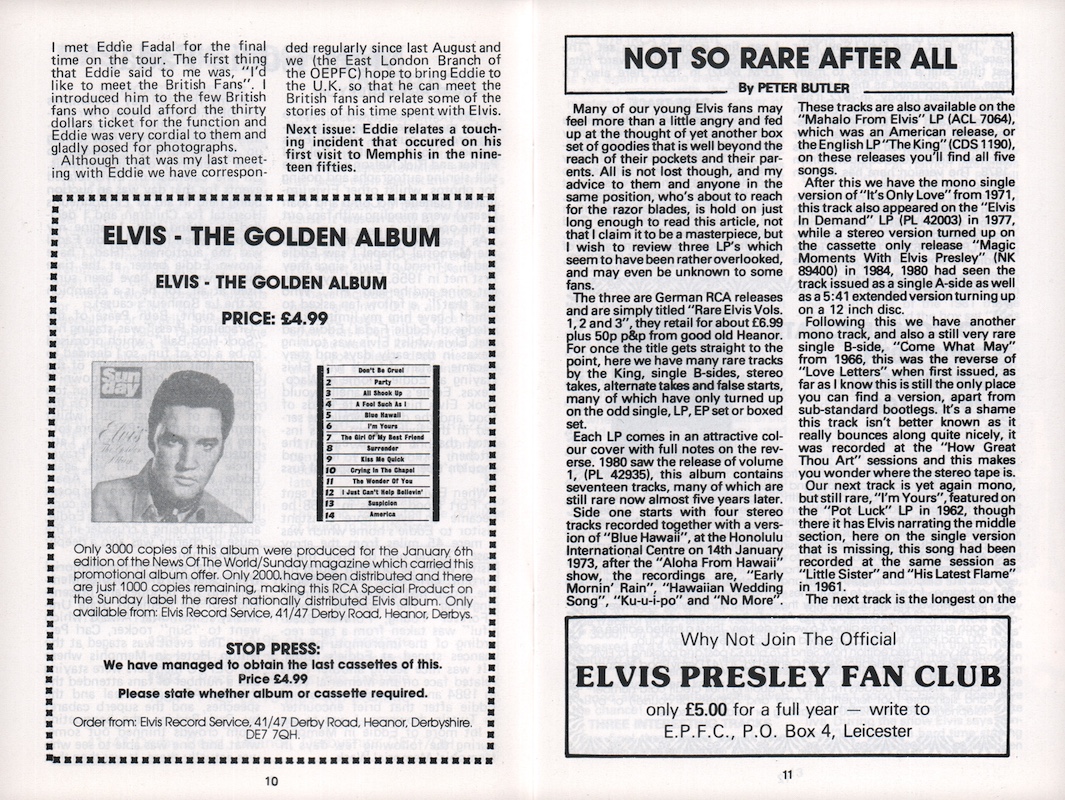 I met Eddie Fadal for the final
time on the tour. The first thing
that Eddie said to me was, "I'd
like to meet the British Fans". I
introduced him to the few British
fans who could afford the thirty
dollars ticket for the function and
Eddie was very cordial to them and
gladly posed for photographs.
Although that was my last meet-
ing with Eddie we have correspon-
ded regularly since last August and
we (the East London Branch of
the OEPFC) hope to bring Eddie to
the U.K. so that he can meet the
British fans and relate some of the
stories of his time spent with Elvis.
Next issue: Eddie relates a touch-
ing incident that occured on his
first visit to Memphis in the nine-
teen fifties.
ELVIS - THE GOLDEN ALBUM
ELVIS - THE GOLDEN ALBUM
PRICE: £4.99
Sun
day
Elvis
1 Don't Be Cruel
2 Party
3 All Shook Up
4 A Fool Such As I
5 Blue Hawaii
6 I'm Yours
7 The Girl Of My Best Friend
8 Surrender
9 Kiss Me Quick
10 Crying In The Chapel
11 The Wonder Of You
12 I Just Can't Help Believin'
13 Suspicion
14 America
Only 3000 copies of this album were produced for the January 6th
edition of the News Of The World/Sunday magazine which carried this
promotional album offer. Only 2000.have been distributed and there
are just 1000 copies remaining, making this RCA Special Product on
the Sunday label the rarest nationally distributed Elvis album. Only
available from: Elvis Record Service, 41/47 Derby Road, Heanor, Derbys.
STOP PRESS:
We have managed to obtain the last cassettes of this.
Price £4.99
Please state whether album or cassette required.
Order from: Elvis Record Service, 41/47 Derby Road, Heanor, Derbyshire.
DE7 7QH.
10
NOT SO RARE AFTER ALL
By PETER BUTLER
Many of our young Elvis fans may
feel more than a little angry and fed
up at the thought of yet another box
set of goodies that is well beyond the
reach of their pockets and their par-
ents. All is not lost though, and my
advice to them and anyone in the
same position, who's about to reach
for the razor blades, is hold on just
long enough to read this article, not
that I claim it to be a masterpiece, but
I wish to review three LP's which
seem to have been rather overlooked,
and may even be unknown to some
fans.
The three are German RCA releases
and are simply titled "Rare Elvis Vols.
1, 2 and 3", they retail for about £6.99
plus 50p p&p from good old Heanor.
For once the title gets straight to the
point, here we have many rare tracks
by the King, single B-sides, stereo
takes, alternate takes and false starts,
many of which have only turned up
on the odd single, LP, EP set or boxed
set.
Each LP comes in an attractive col-
our cover with full notes on the rev-
erse. 1980 saw the release of volume
1, (PL 42935), this album contains
seventeen tracks, many of which are
still rare now almost five years later.
Side one starts with four stereo
tracks recorded together with a vers-
ion of "Blue Hawaii", at the Honolulu
International Centre on 14th January
1973, after the "Aloha From Hawaii"
show, the recordings are, "Early
Mornin' Rain", "Hawaiian Wedding
Song", "Ku-u-i-po" and "No More".
These tracks are also available on the
"Mahalo From Elvis" LP (ACL 7064),
which was an American release, or
the English LP "The King" (CDS 1190),
on these releases you'll find all five
songs.
After this we have the mono single
version of "It's Only Love" from 1971,
this track also appeared on the "Elvis
In Demand" LP (PL 42003) in 1977,
while a stereo version turned up on
the cassette only release "Magic
Moments With Elvis Presley" (NK
89400) in 1984, 1980 had seen the
track issued as a single A-side as well
as a 5:41 extended version turning up
on a 12 inch disc.
Following this we have another
mono track, and also a still very rare
single B-side, "Come What May"
from 1966, this was the reverse of
"Love Letters" when first issued, as
far as I know this is still the only place
you can find a version, apart from
sub-standard bootlegs. It's a shame
this track isn't better known as it
really bounces along quite nicely, it
was recorded at the "How Great
Thou Art" sessions and this makes
you wonder where the stereo tape is.
Our next track is yet again mono,
but still rare, "I'm Yours", featured on
the "Pot Luck" LP in 1962, though
there it has Elvis narrating the middle
section, here on the single version
that is missing, this song had been
recorded at the same session as
"Little Sister" and "His Latest Flame"
in 1961.
The next track is the longest on the
Why Not Join The Official
ELVIS PRESLEY FAN CLUB
only £5.00 for a full year — write to
E.P.F.C., P.O. Box 4, Leicester
11